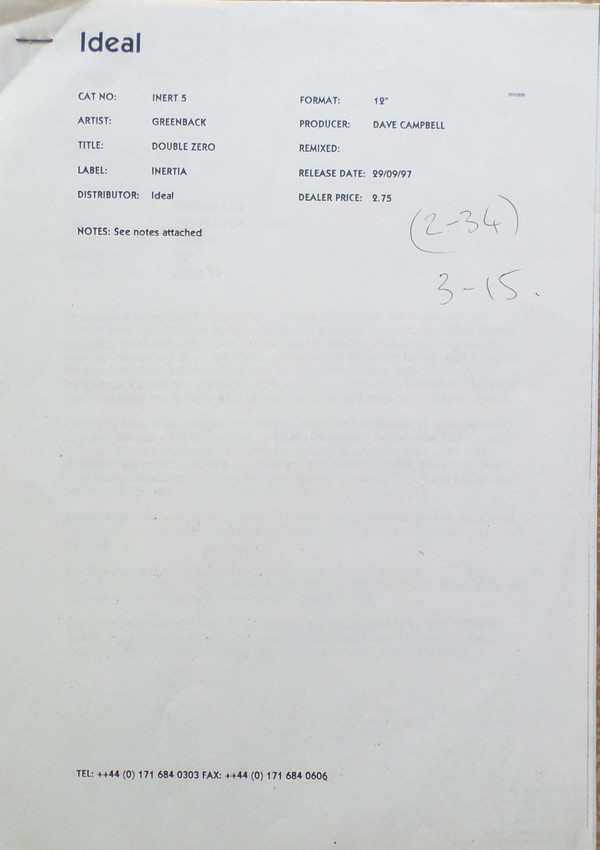 Ideal
CAT NO: INERT 5 FORMAT: 12"
ARTIST: GREENBACK PRODUCER: DAVE CAMPBELL
TITLE: DOUBLE ZERO REMIXED:
LABEL: INERTIA RELEASE DATE: 29/09/97
DISTRIBUTOR: Ideal DEALER PRICE: 2.75
(2-34)
NOTES: See notes attached
3-15.
TEL: ++44 (0) 171 684 0303 FAX: ++44 (0) 171 684 0606